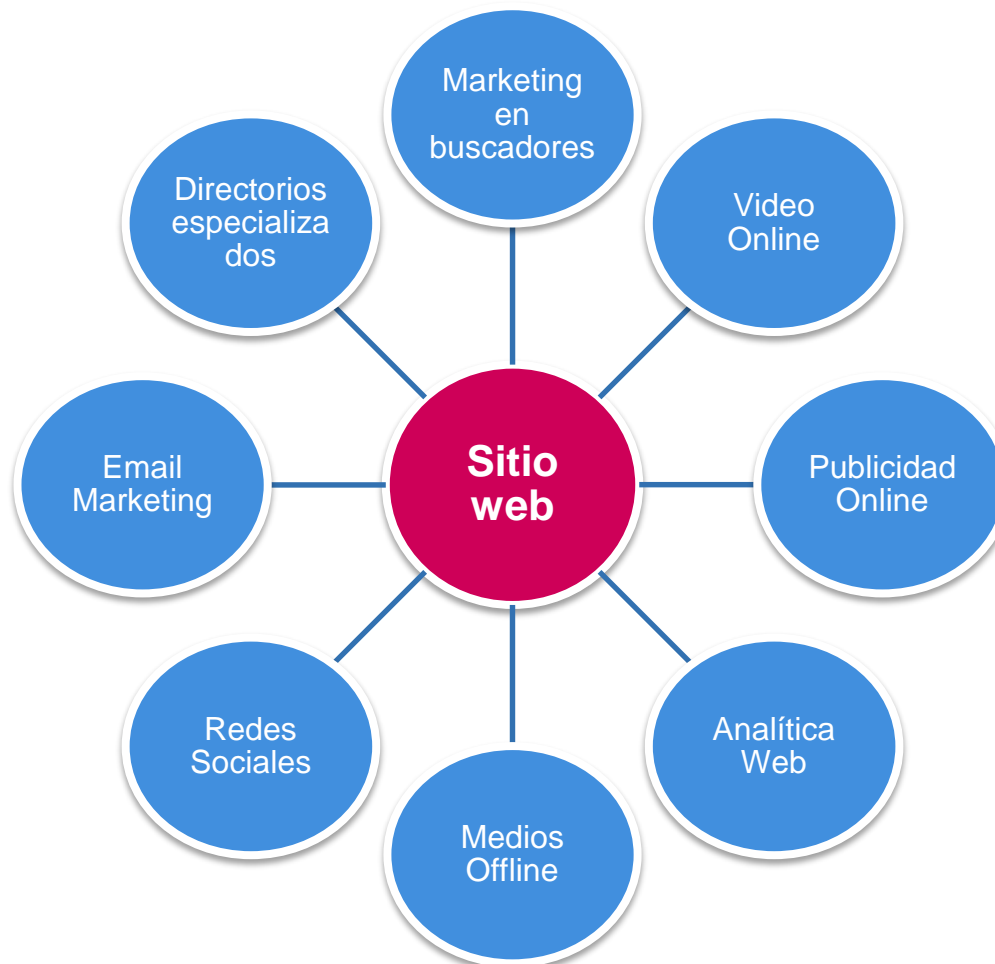 Marketing
en
buscadores
Directorios
especializa
dos
Video
Online
Email
Marketing
Sitio
web
Publicidad
Online
Redes
Sociales
Analítica
Web
Medios
Offline